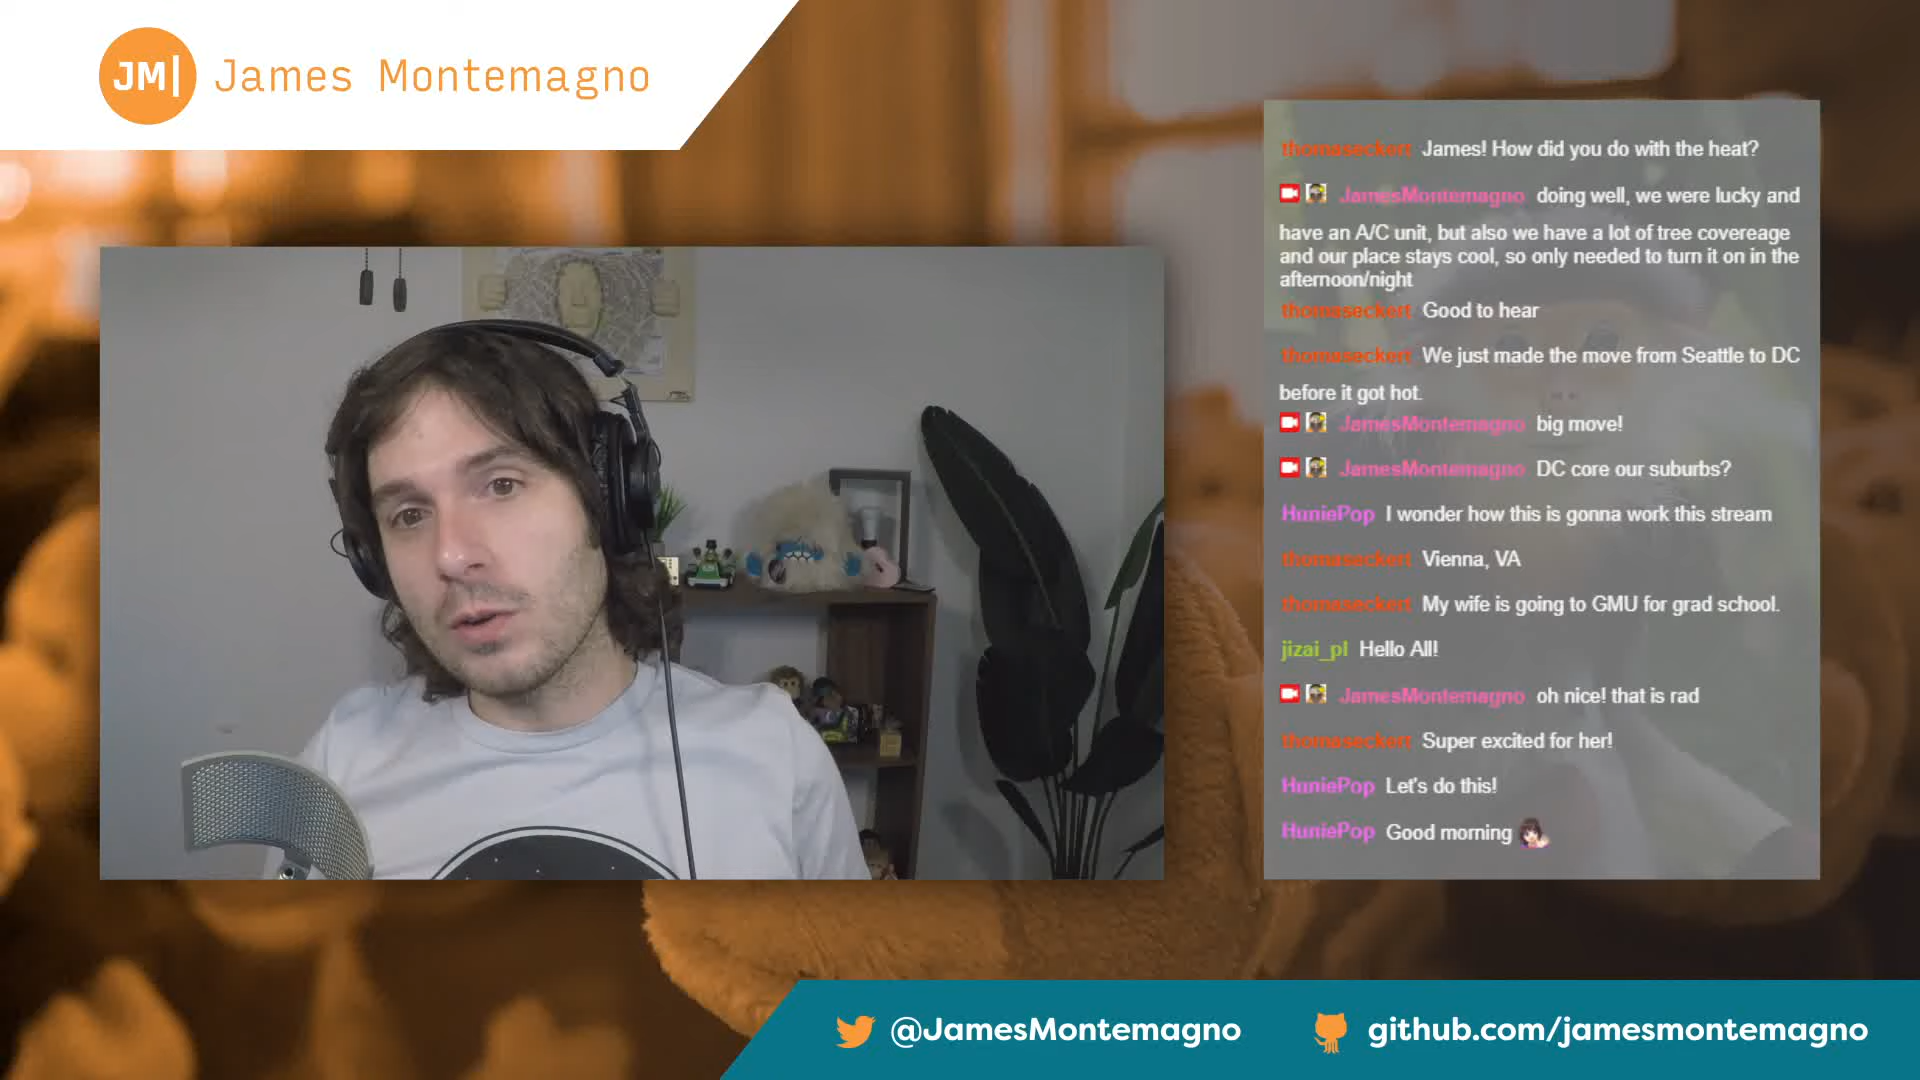 JM| James Montemagno
thomaseckert James! How did you do with the heat?
JamesMontemagno doing well, we were lucky and
have an A/C unit, but also we have a lot of tree covereage
and our place stays cool, so only needed to turn it on in the
afternoon/night
thomaseckert Good to hear
thomaseckert We just made the move from Seattle to DC
before it got hot.
JamesMontemagno big move!
JamesMontemagno DC core our suburbs?
HuniePop I wonder how this is gonna work this stream
thomaseckert Vienna, VA
thomaseckert My wife is going to GMU for grad school.
jizai_pl Hello All!
JamesMontemagno oh nice! that is rad
thomaseckert Super excited for her!
HuniePop Let's do this!
HuniePop Good morning
@JamesMontemagno
github.com/jamesmontemagno